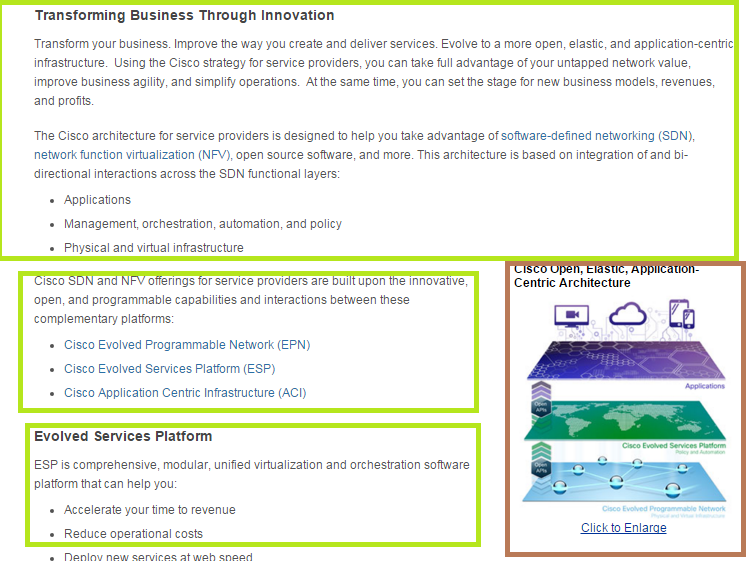 Transforming Business Through Innovation
Transform your business. Improve the way you create and deliver services. Evolve to a more open, elastic, and application-centric
infrastructure.  Using the Cisco strategy for service providers, you can take full advantage of your untapped network value,
improve business agility, and simplify operations.  At the same time, you can set the stage for new business models, revenues,
and profits.
The Cisco architecture for service providers is designed to help you take advantage of software-defined networking (SDN),
network function virtualization (NFV), open source software, and more. This architecture is based on integration of and bi-
directional interactions across the SDN functional layers:
• Applications
• Management, orchestration, automation, and policy
• Physical and virtual infrastructure
Cisco SDN and NFV offerings for service providers are built upon the innovative,
open, and programmable capabilities and interactions between these
complementary platforms:
• Cisco Evolved Programmable Network (EPN)
• Cisco Evolved Services Platform (ESP)
• Cisco Application Centric Infrastructure (ACI)
Evolved Services Platform
ESP is comprehensive, modular, unified virtualization and orchestration software
platform that can help you:
• Accelerate your time to revenue
• Reduce operational costs
• Deploy new services at web speed
Cisco Open, Elastic, Application-
Centric Architecture
Applications
Open
APIs
Cisco Evolved Services Platform
Policy and Automation
Open
APIs
Cisco Evolved Programmable Network
Physical and Virtual Infrastructure
Click to Enlarge